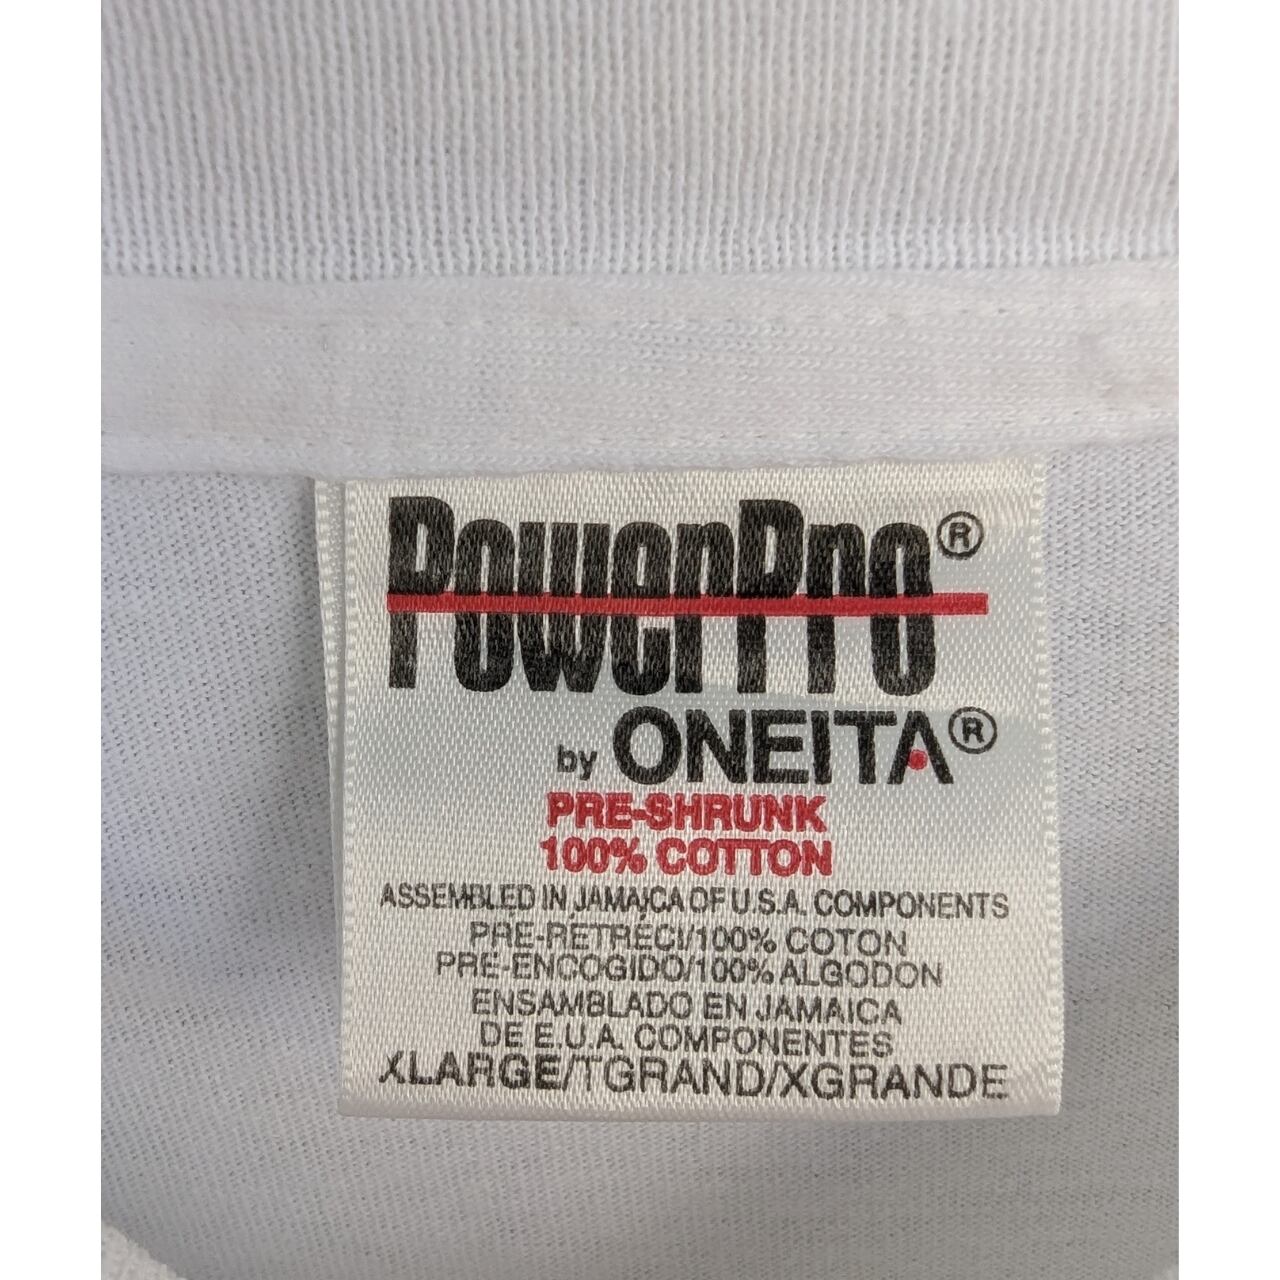 PowerPro®
by ONEITA®
PRE-SHRUNK
100% COTTON
ASSEMBLED IN JAMAICA OF U.S.A. COMPONENTS
PRE-RETRÉCI/100% COTON
PRE-ENCOGIDO/100% ALGODON
ENSAMBLADO EN JAMAICA
DE E.U.A. COMPONENTES
XLARGE/TGRAND/XGRANDE